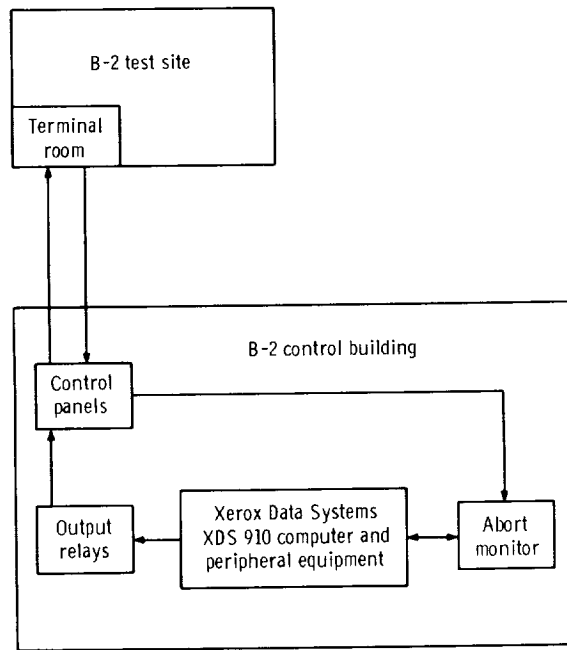 B-2 test site
Terminal
room
B-2 control building
Control
panels
Output
relays
Xerox Data Systems
XDS 910 computer and
peripheral equipment
Abort
monitor